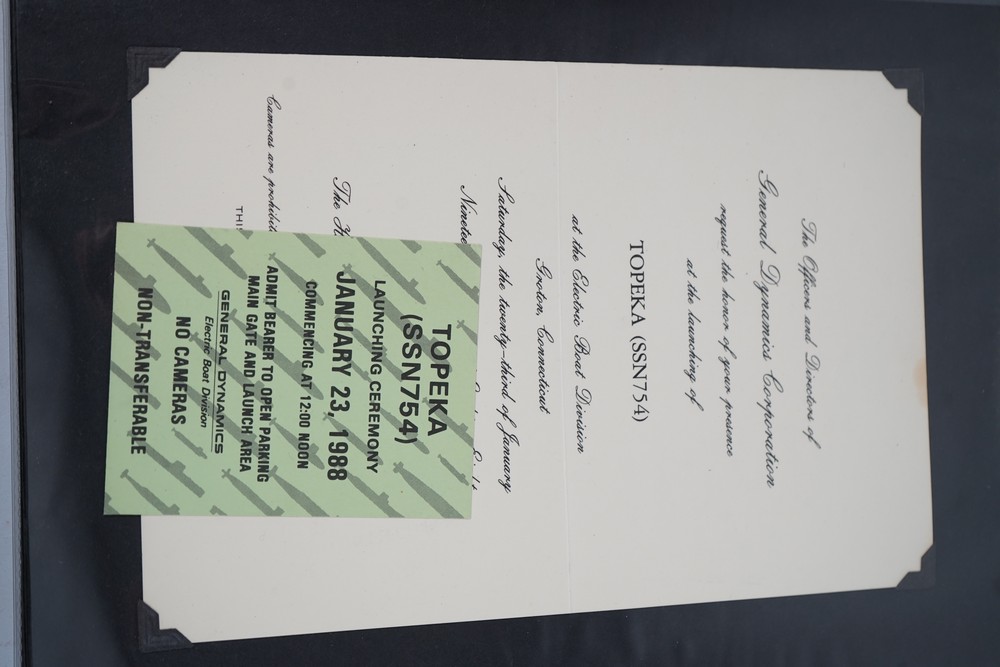 The Officers and Directors of
General Dynamics Corporation
request the honor of your presence
at the launching of
TOPEKA (SSN754)
at the Electric Boat Division
Groton, Connecticut
Saturday, the twenty-third of January
The
Cameras are prohibit
TOPEKA
(SSN754)
LAUNCHING CEREMONY
JANUARY 23, 1988
COMMENCING AT 12:00 NOON
ADMIT BEARER TO OPEN PARKING
MAIN GATE AND LAUNCH AREA
GENERAL DYNAMICS
Electric Boat Division
NO CAMERAS
NON-TRANSFERABLE